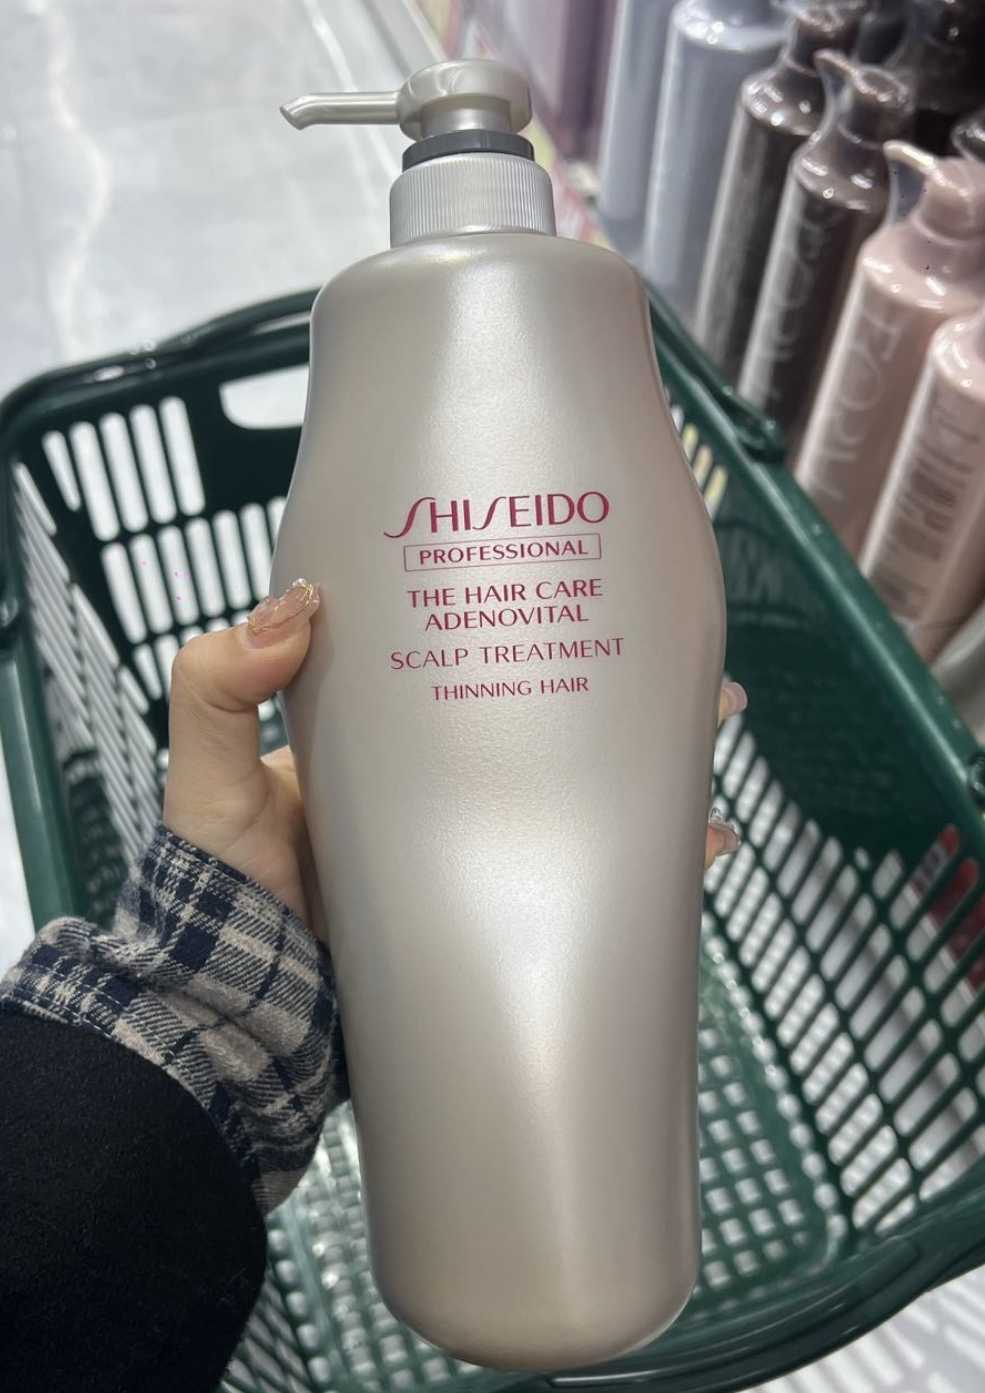 SHISEIDO
PROFESSIONAL
THE HAIR CARE
ADENOVITAL
SCALP TREATMENT
THINNING HAIR